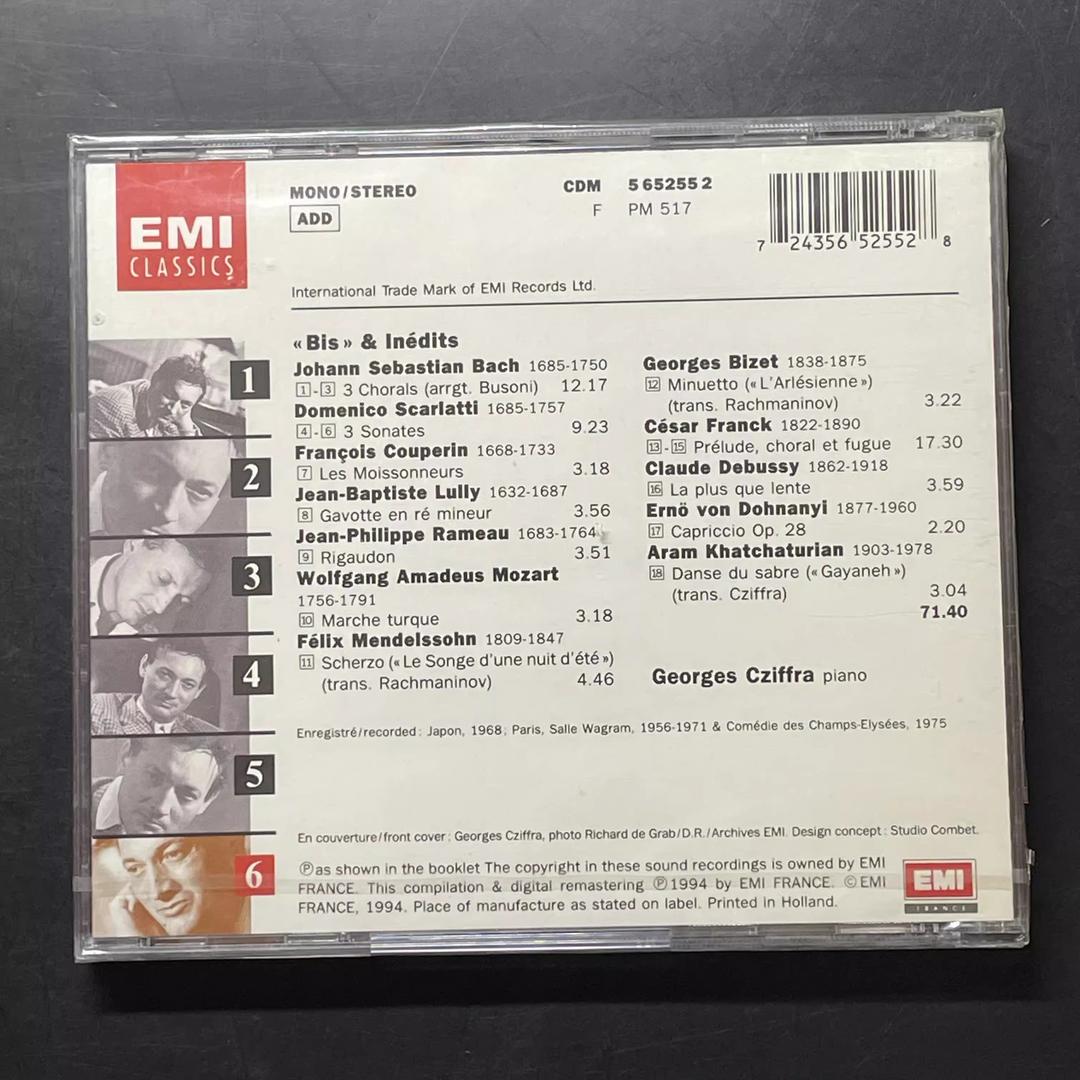 EMI
CLASSICS
MONO/STEREO
ADD
CDM 5 65255 2
F PM 517
7 24356 52552 8
International Trade Mark of EMI Records Ltd.
1
2
3
4
5
6
«Bis» & Inédits
Johann Sebastian Bach 1685-1750
1-3 3 Chorals (arrgt. Busoni) 12.17
Domenico Scarlatti 1685-1757
4-6 3 Sonates 9.23
François Couperin 1668-1733
7 Les Moissonneurs 3.18
Jean-Baptiste Lully 1632-1687
8 Gavotte en ré mineur 3.56
Jean-Philippe Rameau 1683-1764
9 Rigaudon 3.51
Wolfgang Amadeus Mozart
1756-1791
10 Marche turque 3.18
Félix Mendelssohn 1809-1847
11 Scherzo («Le Songe d'une nuit d'été»)
(trans. Rachmaninov) 4.46
Georges Bizet 1838-1875
12 Minuetto («L'Arlésienne»)
(trans. Rachmaninov) 3.22
César Franck 1822-1890
13-15 Prélude, choral et fugue 17.30
Claude Debussy 1862-1918
16 La plus que lente 3.59
Ernö von Dohnanyi 1877-1960
17 Capriccio Op. 28 2.20
Aram Khatchaturian 1903-1978
18 Danse du sabre («Gayaneh»)
(trans. Cziffra) 3.04
71.40
Georges Cziffra piano
Enregistré/recorded: Japon, 1968; Paris, Salle Wagram, 1956-1971 & Comédie des Champs-Elysées, 1975
En couverture/front cover: Georges Cziffra, photo Richard de Grab/D.R./Archives EMI. Design concept: Studio Combet.
℗as shown in the booklet The copyright in these sound recordings is owned by EMI
FRANCE. This compilation & digital remastering ℗1994 by EMI FRANCE. ©EMI
FRANCE, 1994. Place of manufacture as stated on label. Printed in Holland.
EMI
FRANCE